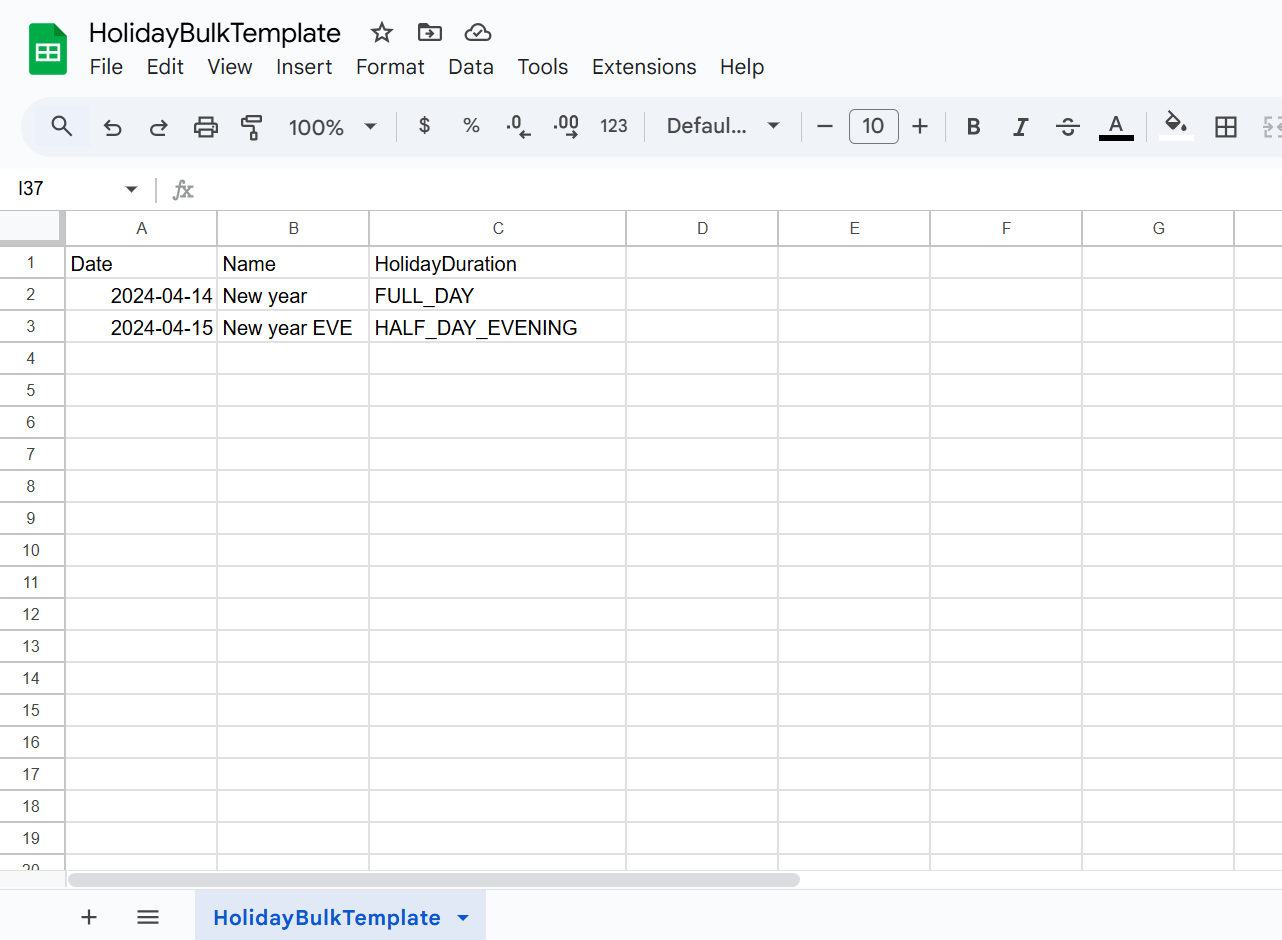 HolidayBulkTemplate
File Edit View Insert Format Data Tools Extensions Help
100% $ % .0 .00 123 Defaul... 10 B I S A
I37 fx
A B C D E F G
1 Date Name HolidayDuration
2 2024-04-14 New year FULL_DAY
3 2024-04-15 New year EVE HALF_DAY_EVENING
4
5
6
7
8
9
10
11
12
13
14
15
16
17
18
19
20
HolidayBulkTemplate